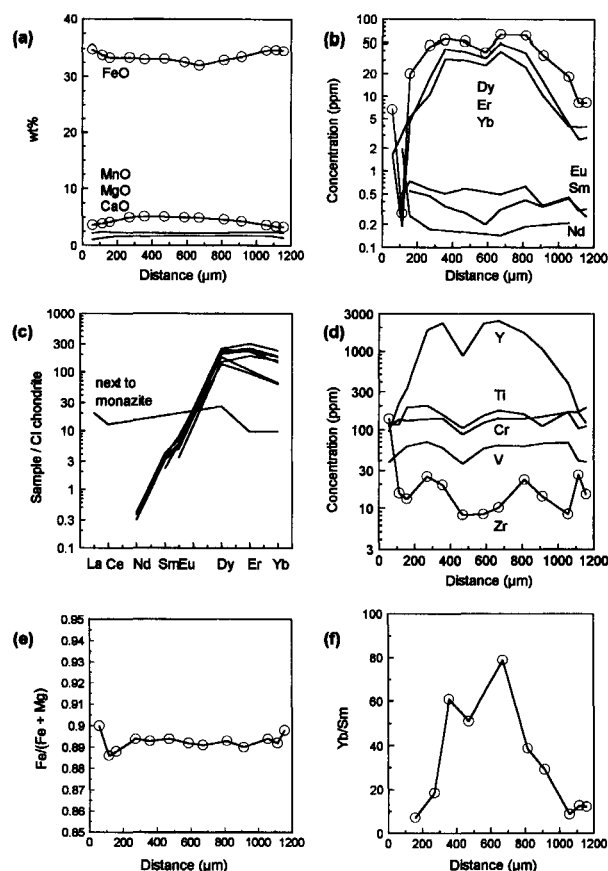 (a)
40
30
20
10
0
wt%
FeO
MnO
MgO
CaO
0 200 400 600 800 1000 1200
Distance (µm)
(b)
100
50
20
10
5
2
1
0.5
0.2
0.1
Concentration (ppm)
Dy
Er
Yb
Eu
Sm
Nd
0 200 400 600 800 1000 1200
Distance (µm)
(c)
1000
300
100
30
10
3
1
0.3
0.1
Sample / CI chondrite
next to
monazite
La Ce Nd SmEu Dy Er Yb
(d)
3000
1000
300
100
30
10
3
Concentration (ppm)
Y
Ti
Cr
V
Zr
0 200 400 600 800 1000 1200
Distance (µm)
(e)
0.95
0.94
0.93
0.92
0.91
0.9
0.89
0.88
0.87
0.86
0.85
Fe/(Fe + Mg)
0 200 400 600 800 1000 1200
Distance (µm)
(f)
100
80
60
40
20
0
Yb/Sm
0 200 400 600 800 1000 1200
Distance (µm)